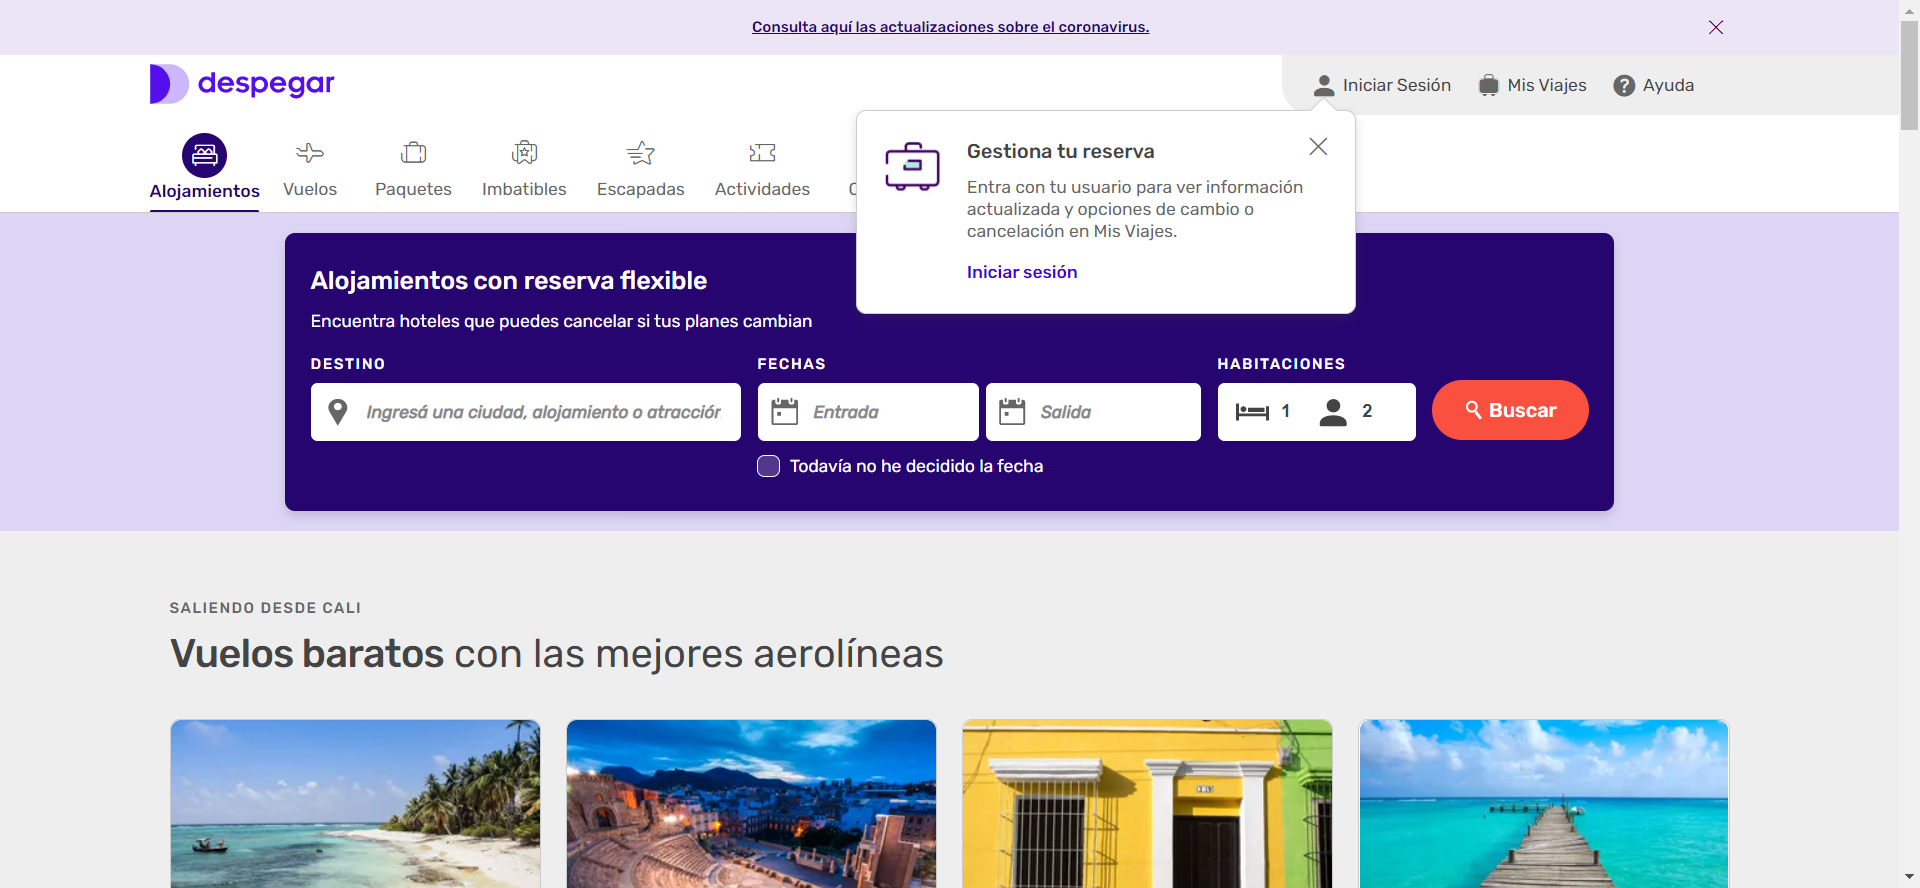 Consulta aquí las actualizaciones sobre el coronavirus.
despegar
Iniciar Sesión
Mis Viajes
? Ayuda
Alojamientos
Vuelos
Paquetes
Imbatibles
Escapadas
Actividades
Gestiona tu reserva
Entra con tu usuario para ver información
actualizada y opciones de cambio o
cancelación en Mis Viajes.
Iniciar sesión
Alojamientos con reserva flexible
Encuentra hoteles que puedes cancelar si tus planes cambian
DESTINO
FECHAS
HABITACIONES
Ingresá una ciudad, alojamiento o atracción
Entrada
Salida
1
2
Buscar
Todavía no he decidido la fecha
SALIENDO DESDE CALI
Vuelos baratos con las mejores aerolíneas